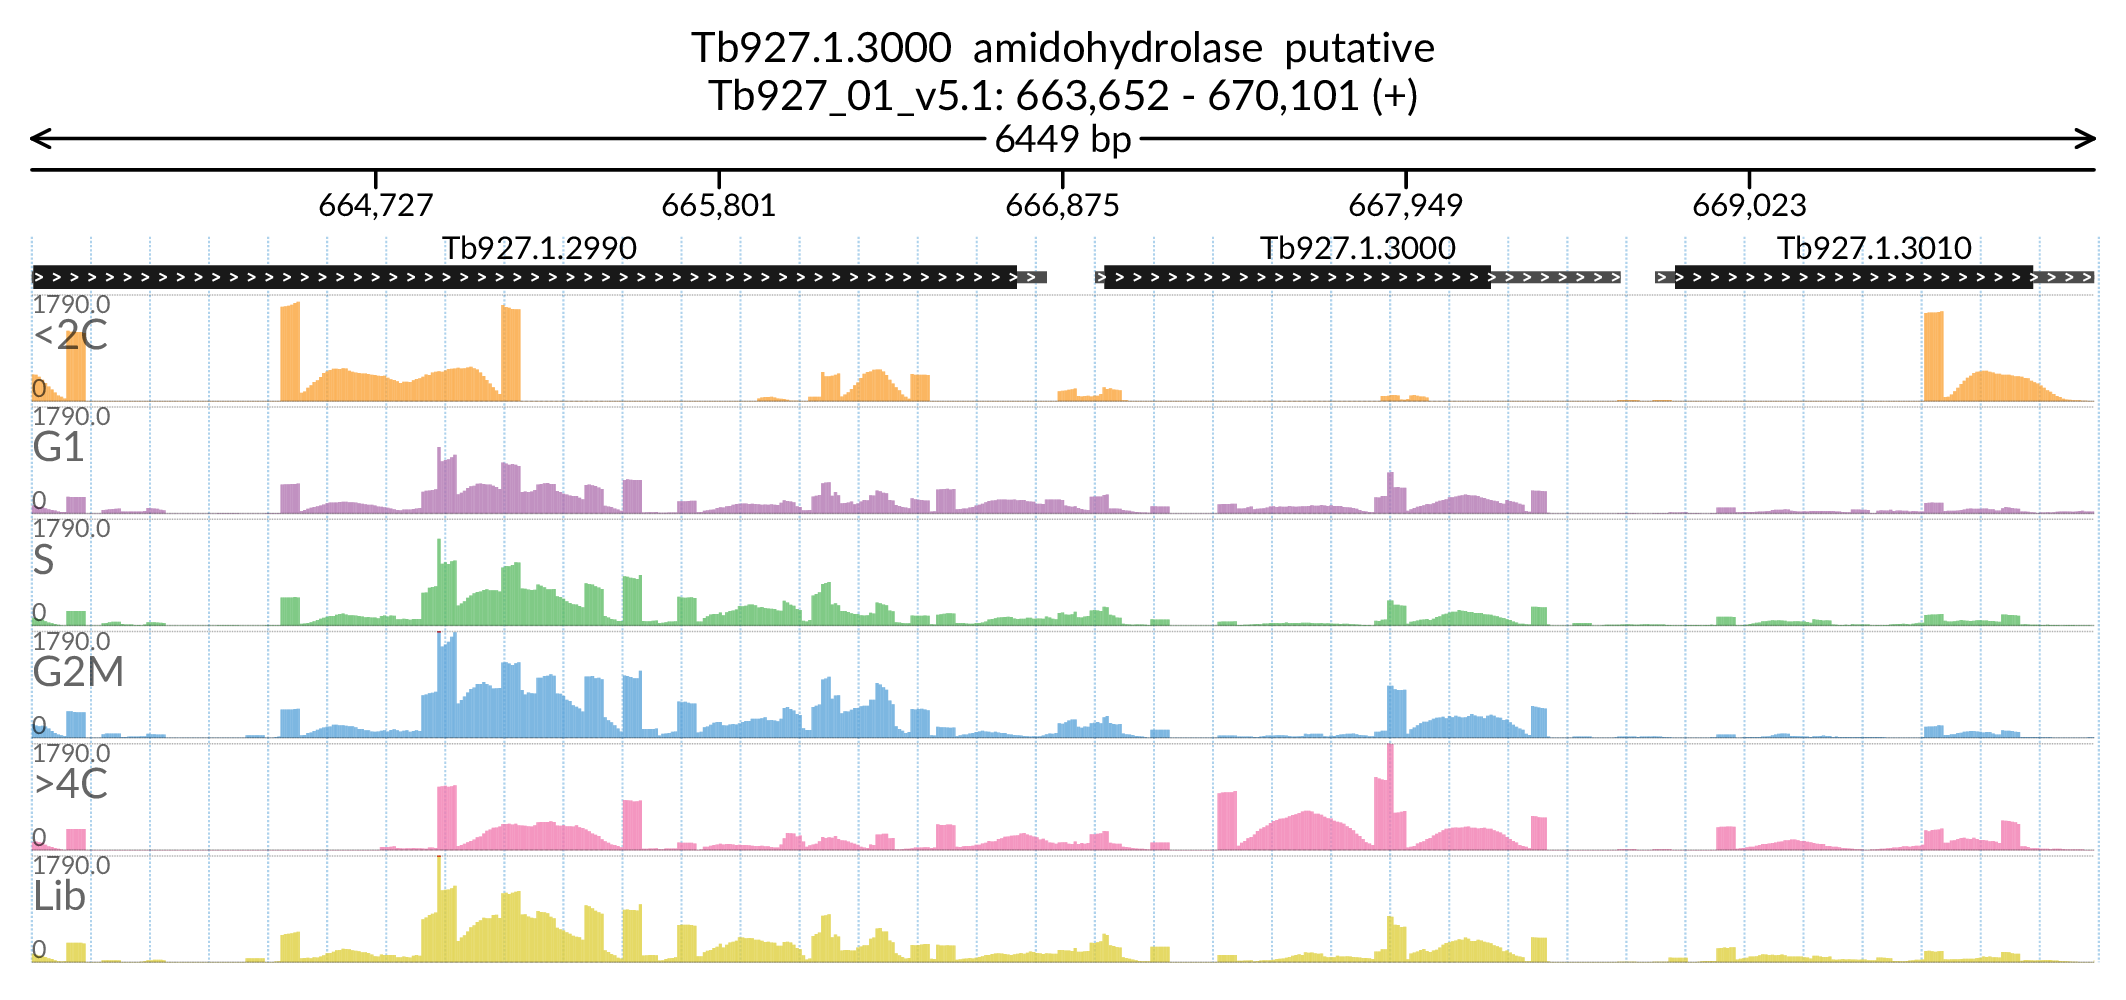 Tb927.1.3000 amidohydrolase putative
Tb927_01_v5.1: 663,652 - 670,101 (+)
6449 bp
664,727 665,801 666,875 667,949 669,023
Tb927.1.2990 Tb927.1.3000 Tb927.1.3010
1790.0
<2C
0
1790.0
G1
0
1790.0
S
0
1790.0
G2M
0
1790.0
>4C
0
1790.0
Lib
0